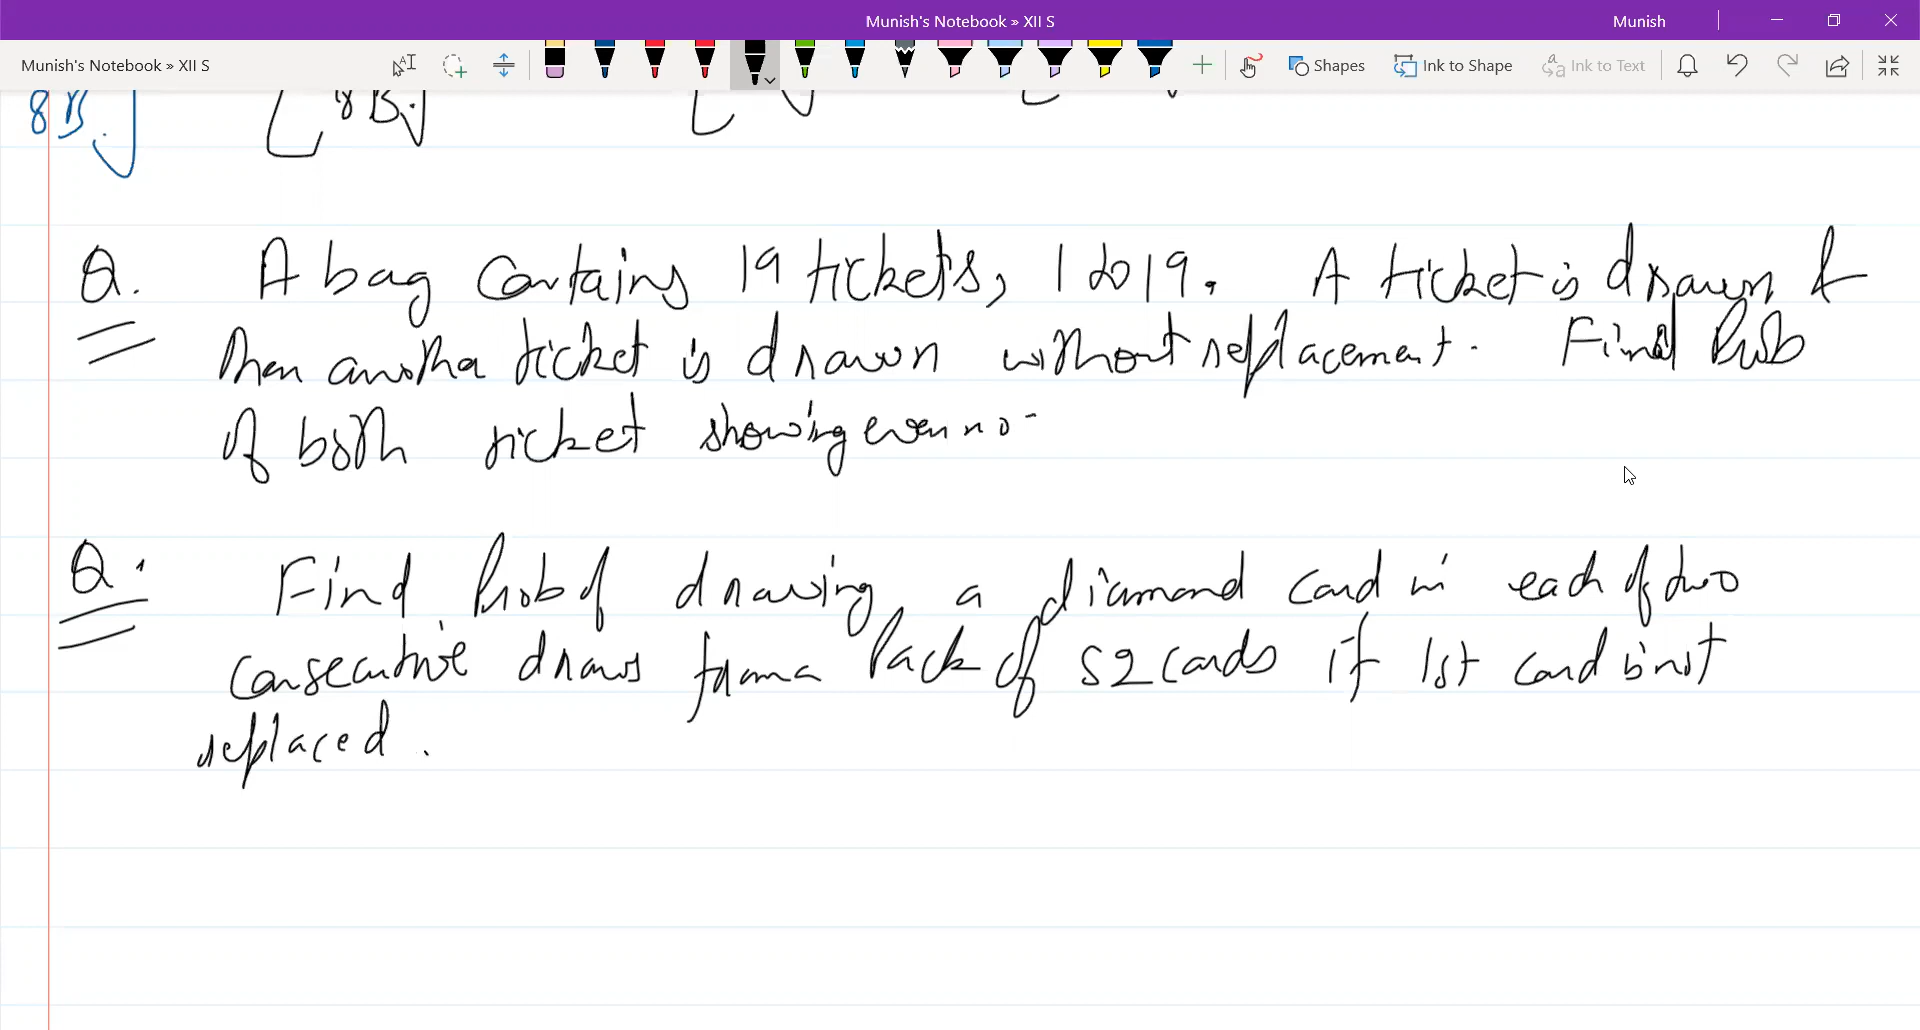 Munish's Notebook » XII S
Munish
Munish's Notebook » XII S
Shapes
Ink to Shape
Ink to Text
8B
8B
Q. A bag contains 19 tickets, 1 to 19. A ticket is drawn &
then another ticket is drawn without replacement. Find Prob
of both ticket showing even no.
Q. Find Prob of drawing a diamond card in each of two
consecutive draws from a Pack of 52 cards if 1st card is not
replaced.